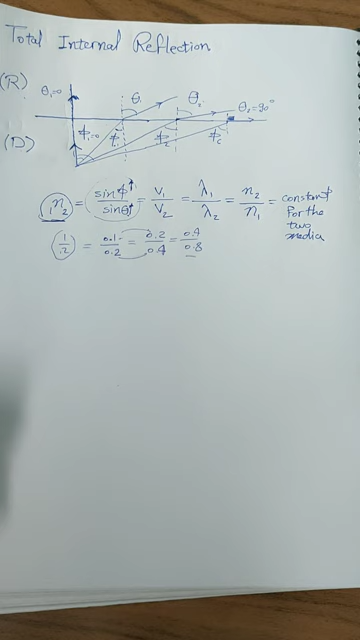 Total Internal Reflection
(R) θ=0 θ₁ θ₂ θ₃=90°
(D) ϕ=0 ϕ₁ ϕ₂ ϕc
₁n₂ = sinϕ↑/sinθ↑ = V₁/V₂ = λ₁/λ₂ = n₂/n₁ = constant
for the
two
media
1/2 = 0.1/0.2 = 0.2/0.4 = 0.4/0.8